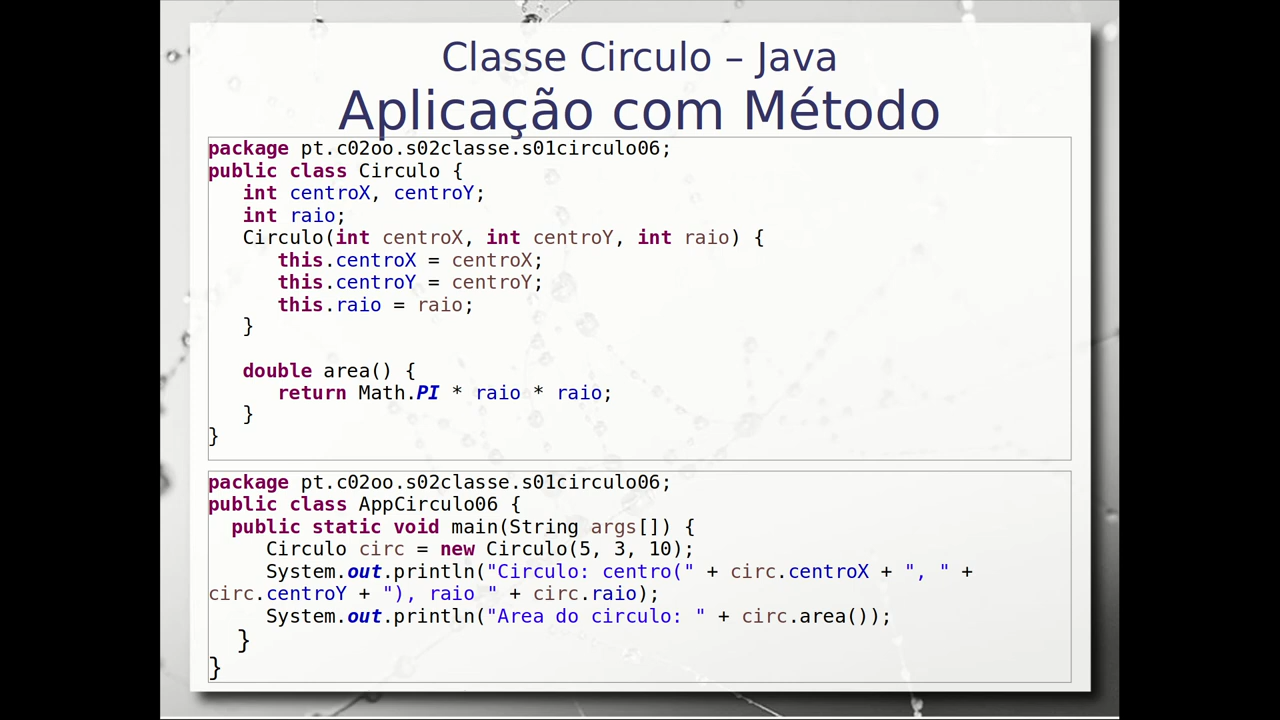 Classe Circulo – Java
Aplicação com Método
package pt.c02oo.s02classe.s01circulo06;
public class Circulo {
   int centroX, centroY;
   int raio;
   Circulo(int centroX, int centroY, int raio) {
      this.centroX = centroX;
      this.centroY = centroY;
      this.raio = raio;
   }
   double area() {
      return Math.PI * raio * raio;
   }
}
package pt.c02oo.s02classe.s01circulo06;
public class AppCirculo06 {
  public static void main(String args[]) {
     Circulo circ = new Circulo(5, 3, 10);
     System.out.println("Circulo: centro(" + circ.centroX + ", " +
circ.centroY + "), raio " + circ.raio);
     System.out.println("Area do circulo: " + circ.area());
  }
}